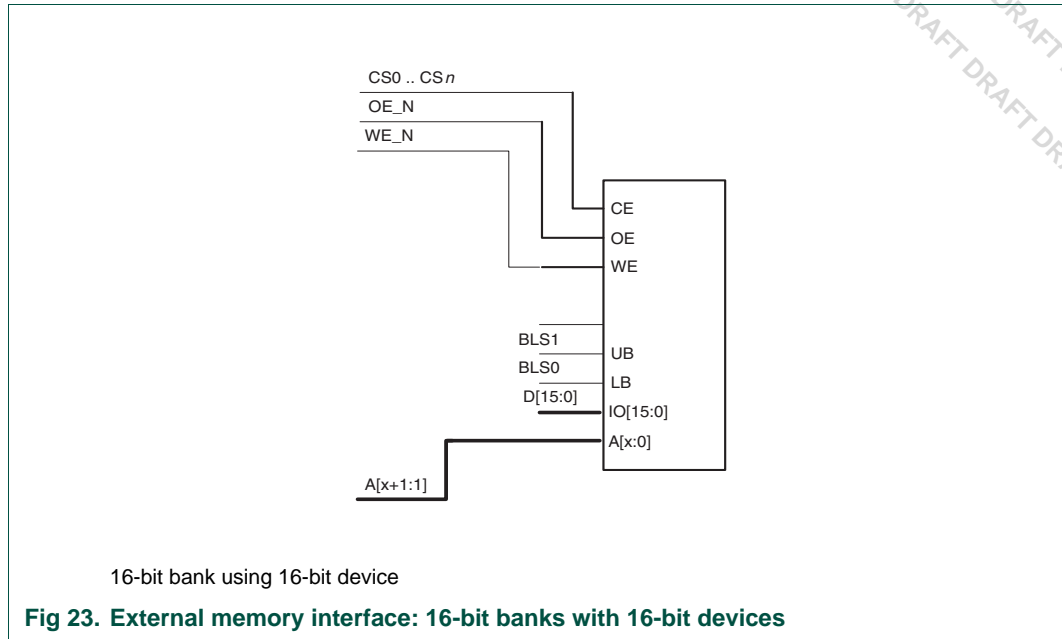 DRAFT DRAFT DRAFT
DRAFT DRAFT
CS0 .. CSn
OE_N
WE_N
CE
OE
WE
BLS1
UB
BLS0
LB
D[15:0]
IO[15:0]
A[x:0]
A[x+1:1]
16-bit bank using 16-bit device
Fig 23. External memory interface: 16-bit banks with 16-bit devices